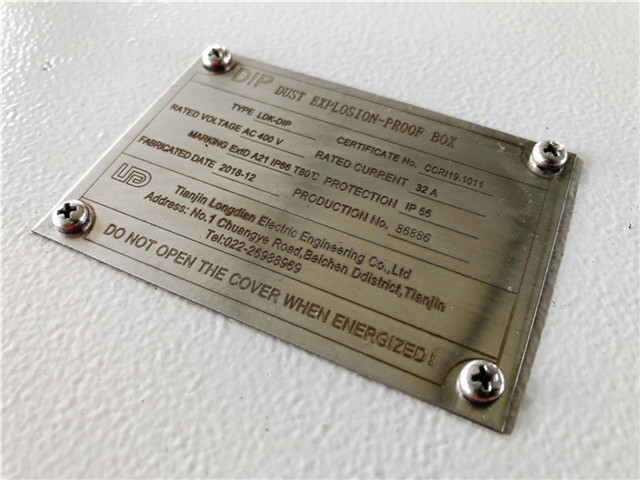 DIP DUST EXPLOSION-PROOF BOX
TYPE LDK-DIP CERTIFICATE No. CCRI19.1011
RATED VOLTAGE AC 400 V RATED CURRENT 32 A
MARKING ExtD A21 IP66 T80℃ PROTECTION IP 66
FABRICATED DATE 2018-12 PRODUCTION No. 86886
Tianjin Longdian Electric Engineering Co.,Ltd
Address: No.1 Chuangye Road,Beichen Ddistrict,Tianjin
Tel:022-26986969
DO NOT OPEN THE COVER WHEN ENERGIZED!